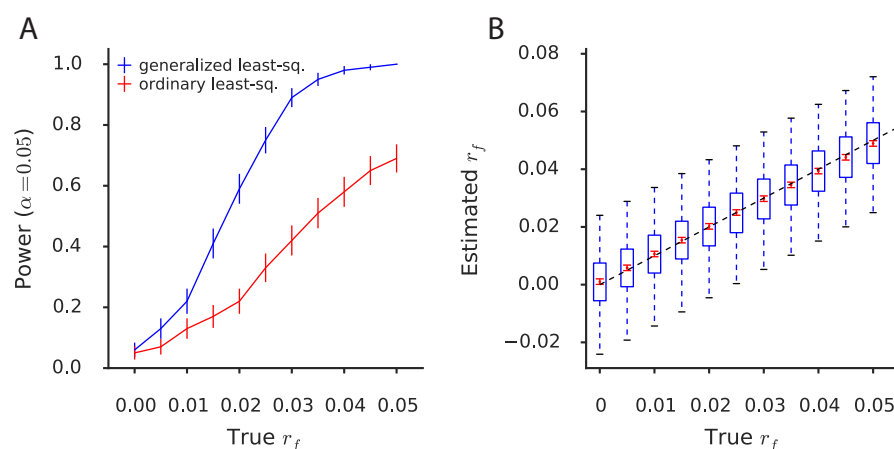 A
1.0
0.8
0.6
0.4
0.2
0.0
Power (α=0.05)
generalized least-sq.
ordinary least-sq.
0.00 0.01 0.02 0.03 0.04 0.05
True r_f
B
0.08
0.06
0.04
0.02
0.00
−0.02
Estimated r_f
0 0.01 0.02 0.03 0.04 0.05
True r_f